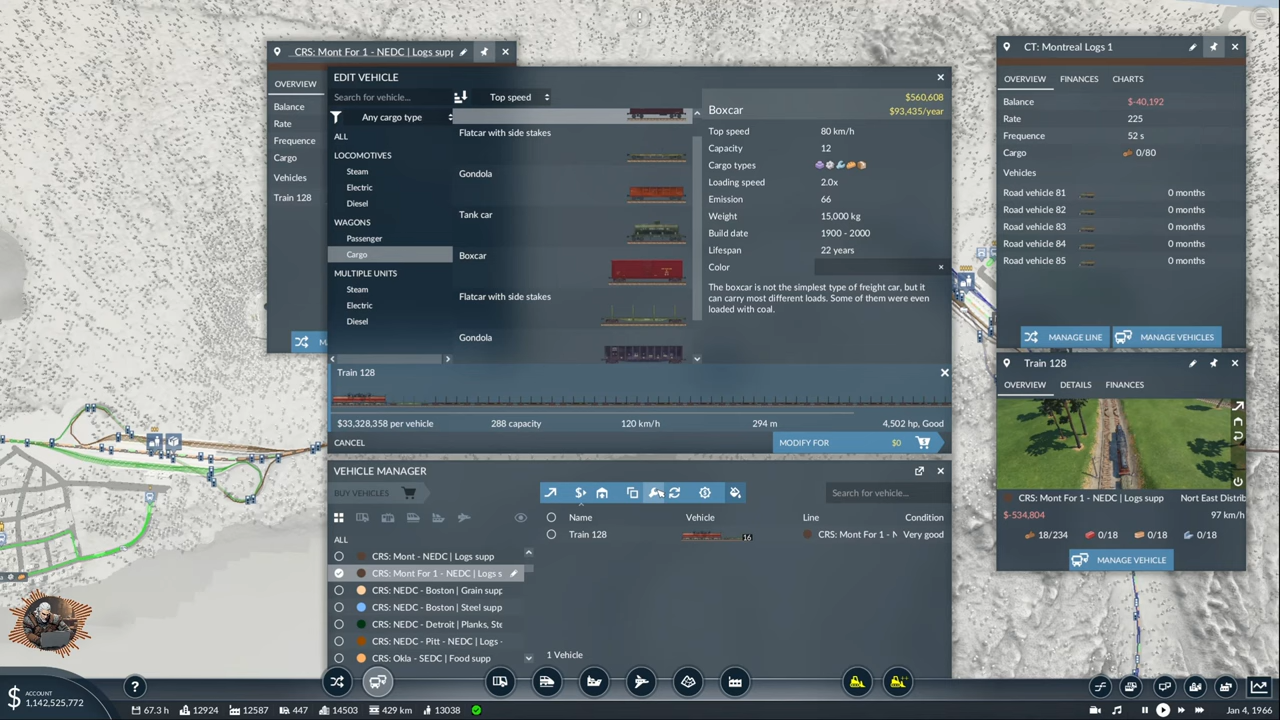 CRS: Mont For 1 - NEDC | Logs supp
OVERVIEW
Balance
Rate
Frequence
Cargo
Vehicles
Train 128
EDIT VEHICLE
Search for vehicle...
Top speed
Any cargo type
ALL
LOCOMOTIVES
Steam
Electric
Diesel
WAGONS
Passenger
Cargo
MULTIPLE UNITS
Steam
Electric
Diesel
Flatcar with side stakes
Gondola
Tank car
Boxcar
Flatcar with side stakes
Gondola
$560,608
Boxcar
$93,435/year
Top speed 80 km/h
Capacity 12
Cargo types
Loading speed 2.0x
Emission 66
Weight 15,000 kg
Build date 1900 - 2000
Lifespan 22 years
Color
The boxcar is not the simplest type of freight car, but it
can carry most different loads. Some of them were even
loaded with coal.
Train 128
$33,328,358 per vehicle 288 capacity 120 km/h 294 m 4,502 hp, Good
CANCEL MODIFY FOR $0
VEHICLE MANAGER
BUY VEHICLES
Search for vehicle...
Name Vehicle Line Condition
Train 128 16 CRS: Mont For 1 - N Very good
ALL
CRS: Mont - NEDC | Logs supp
CRS: Mont For 1 - NEDC | Logs s
CRS: NEDC - Boston | Grain supp
CRS: NEDC - Boston | Steel supp
CRS: NEDC - Detroit | Planks, Ste
CRS: NEDC - Pitt - NEDC | Logs -
CRS: Okla - SEDC | Food supp
1 Vehicle
CT: Montreal Logs 1
OVERVIEW FINANCES CHARTS
Balance $-40,192
Rate 225
Frequence 52 s
Cargo 0/80
Vehicles
Road vehicle 81 0 months
Road vehicle 82 0 months
Road vehicle 83 0 months
Road vehicle 84 0 months
Road vehicle 85 0 months
MANAGE LINE MANAGE VEHICLES
Train 128
OVERVIEW DETAILS FINANCES
CRS: Mont For 1 - NEDC | Logs supp Nort East Distrib
$-534,804 97 km/h
18/234 0/18 0/18 0/18
MANAGE VEHICLE
$ ACCOUNT
1,142,525,772
?
67.3 h 12924 12587 447 14503 429 km 13038
Jan 4, 1966